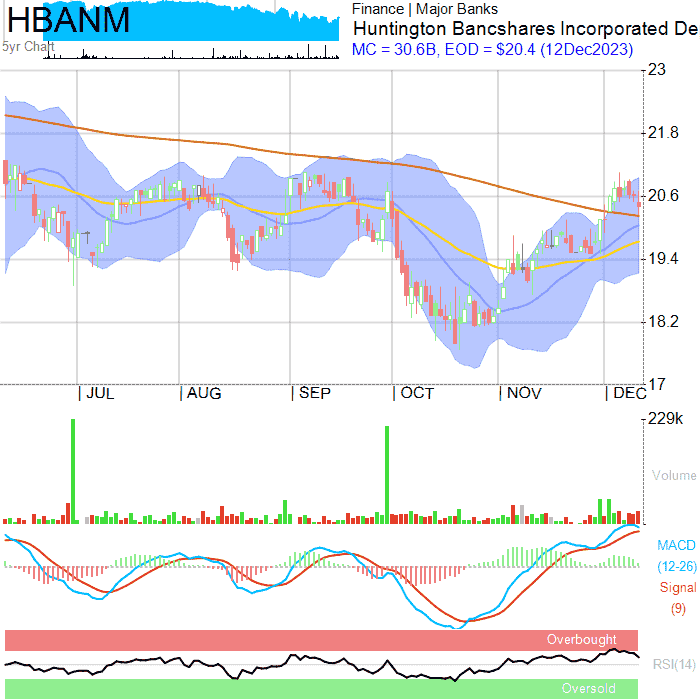 HBANM
5yr Chart
Finance | Major Banks
Huntington Bancshares Incorporated De
MC = 30.6B, EOD = $20.4 (12Dec2023)
23
21.8
20.6
19.4
18.2
17
JUL AUG SEP OCT NOV DEC
229k
Volume
MACD
(12-26)
Signal
(9)
Overbought
RSI(14)
Oversold